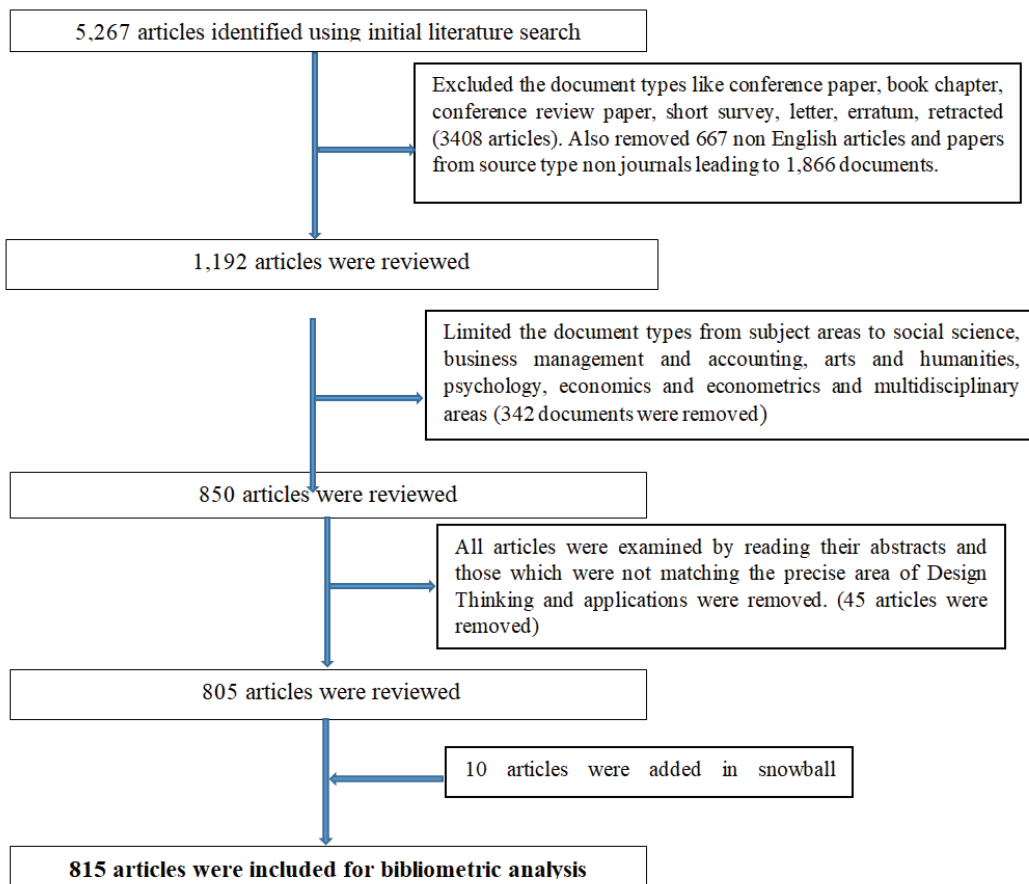 5,267 articles identified using initial literature search
Excluded the document types like conference paper, book chapter,
conference review paper, short survey, letter, erratum, retracted
(3408 articles). Also removed 667 non English articles and papers
from source type non journals leading to 1,866 documents.
1,192 articles were reviewed
Limited the document types from subject areas to social science,
business management and accounting, arts and humanities,
psychology, economics and econometrics and multidisciplinary
areas (342 documents were removed)
850 articles were reviewed
All articles were examined by reading their abstracts and
those which were not matching the precise area of Design
Thinking and applications were removed. (45 articles were
removed)
805 articles were reviewed
10 articles were added in snowball
815 articles were included for bibliometric analysis